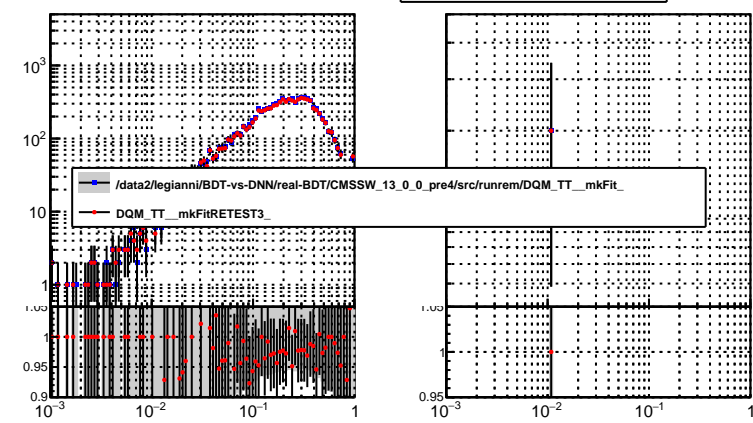 10³
10²
/data2/legianni/BDT-vs-DNN/real-BDT/CMSSW_13_0_0_pre4/src/runrem/DQM_TT__mkFit_
10
DQM_TT__mkFitRETEST3_
1
1.05 1.05
1 1
0.95
0.9 0.95
10⁻³ 10⁻² 10⁻¹ 1 10⁻³ 10⁻² 10⁻¹ 1